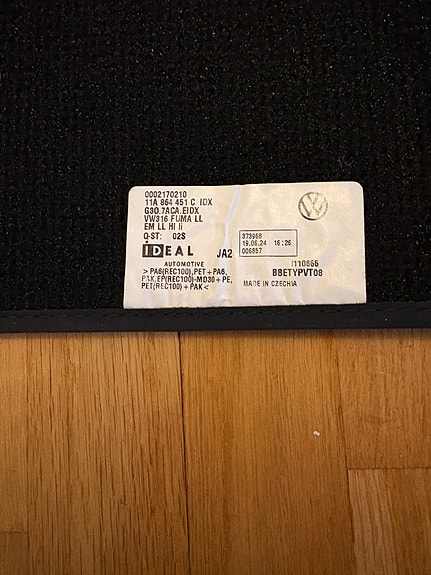 0002170210
11A 864 451 C IDX
G30.7ACA.EIDX
VW316 FUMA LL
EM LL HI li
Q-ST: 02S
iDEAL JA2
AUTOMOTIVE
373968
19.06.24 16:26
006857
1110865
BBETYPVT08
> PA6(REC100),PET+PA6,
PAK,EP(REC100)-MD30+PE,
PET(REC100)+PAK<
MADE IN CZECHIA